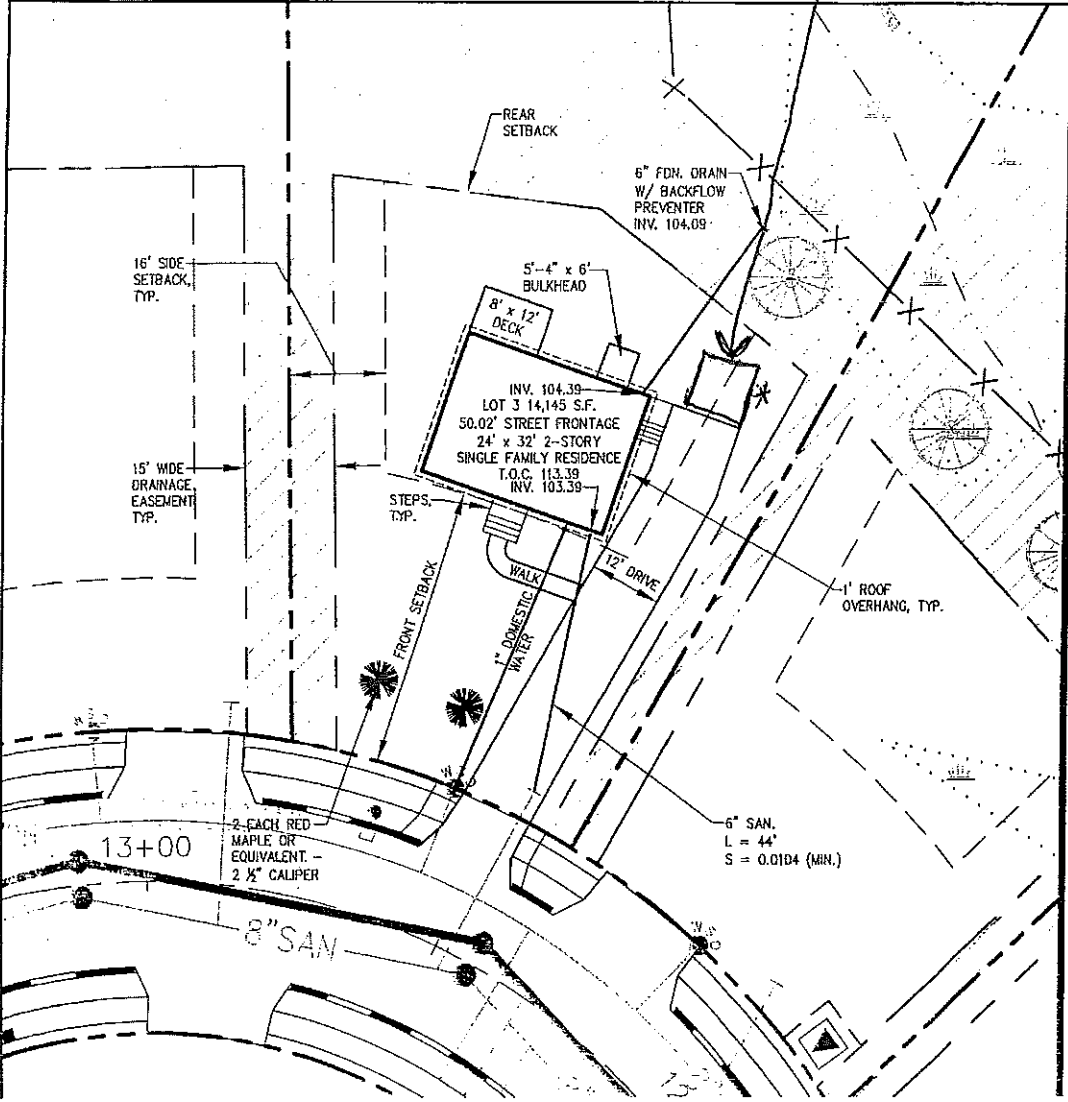 REAR
SETBACK
6" FDN. DRAIN
W/ BACKFLOW
PREVENTER
INV. 104.09
16' SIDE
SETBACK,
TYP.
5'-4" x 6'
BULKHEAD
8' x 12'
DECK
INV. 104.39
LOT 3 14,145 S.F.
50.02' STREET FRONTAGE
24' x 32' 2-STORY
SINGLE FAMILY RESIDENCE
T.O.C. 113.39
INV. 103.39
15' WIDE
DRAINAGE
EASEMENT
TYP.
STEPS,
TYP.
WALK
12' DRIVE
1' ROOF
OVERHANG, TYP.
FRONT SETBACK
1" DOMESTIC
WATER
2 EACH RED
MAPLE OR
EQUIVALENT -
2 ½" CALIPER
6" SAN.
L = 44'
S = 0.0104 (MIN.)
13+00
8"SAN